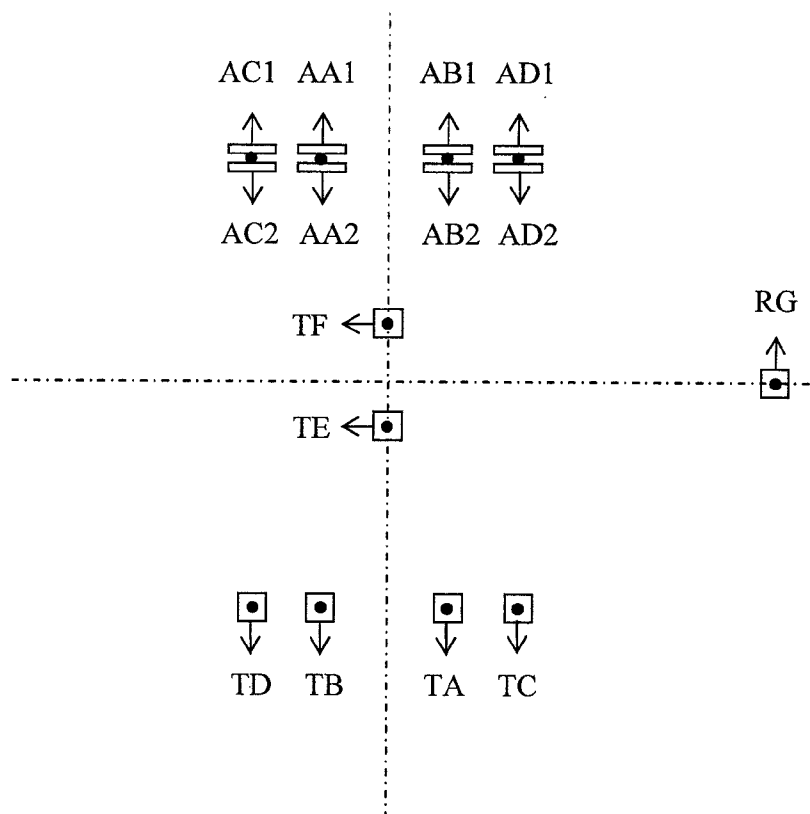 AC1 AA1 AB1 AD1
AC2 AA2 AB2 AD2
RG
TF
TE
TD TB TA TC